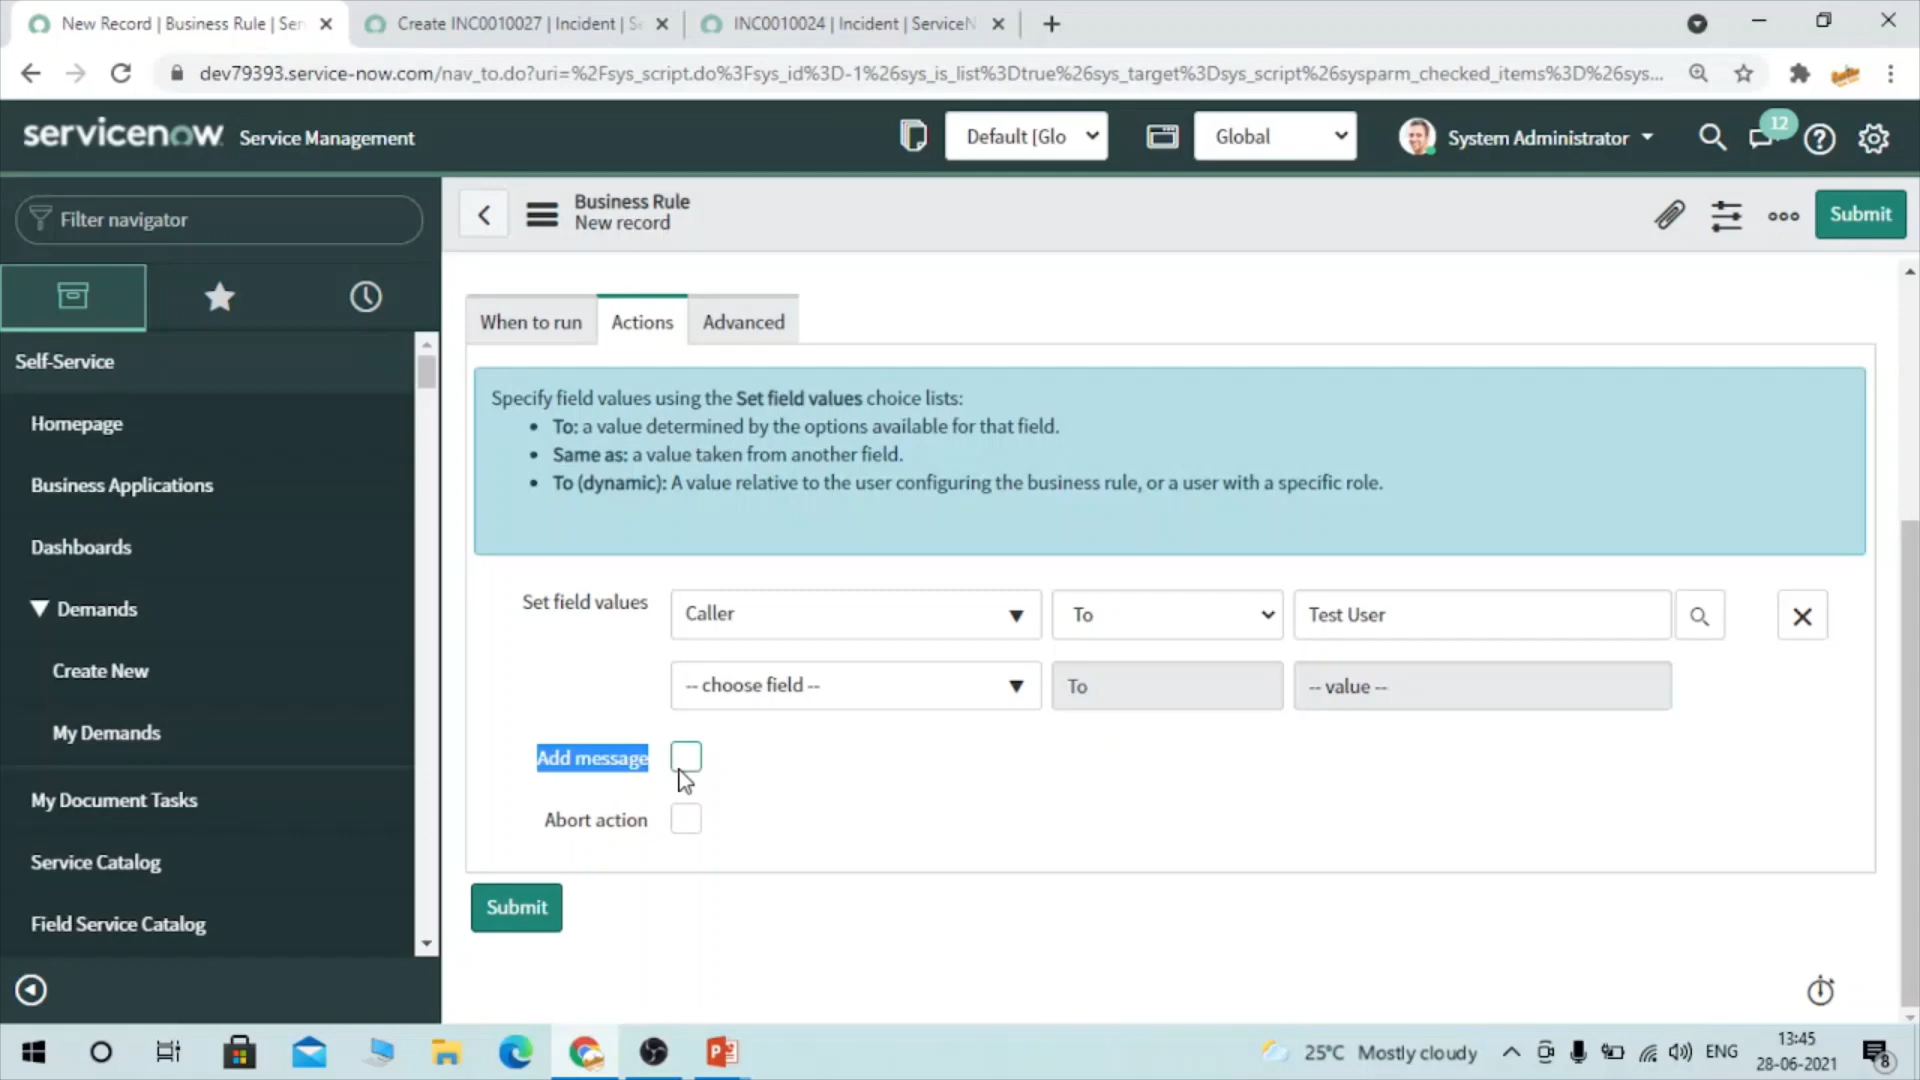 New Record | Business Rule | Ser
Create INC0010027 | Incident | S
INC0010024 | Incident | ServiceN
dev79393.service-now.com/nav_to.do?uri=%2Fsys_script.do%3Fsys_id%3D-1%26sys_is_list%3Dtrue%26sys_target%3Dsys_script%26sysparm_checked_items%3D%26sys...
servicenow Service Management
Default [Glo
Global
System Administrator
12
Filter navigator
Business Rule
New record
Submit
Self-Service
Homepage
Business Applications
Dashboards
Demands
Create New
My Demands
My Document Tasks
Service Catalog
Field Service Catalog
When to run
Actions
Advanced
Specify field values using the Set field values choice lists:
• To: a value determined by the options available for that field.
• Same as: a value taken from another field.
• To (dynamic): A value relative to the user configuring the business rule, or a user with a specific role.
Set field values
Caller
To
Test User
-- choose field --
To
-- value --
Add message
Abort action
Submit
25°C Mostly cloudy
ENG
13:45
28-06-2021
8